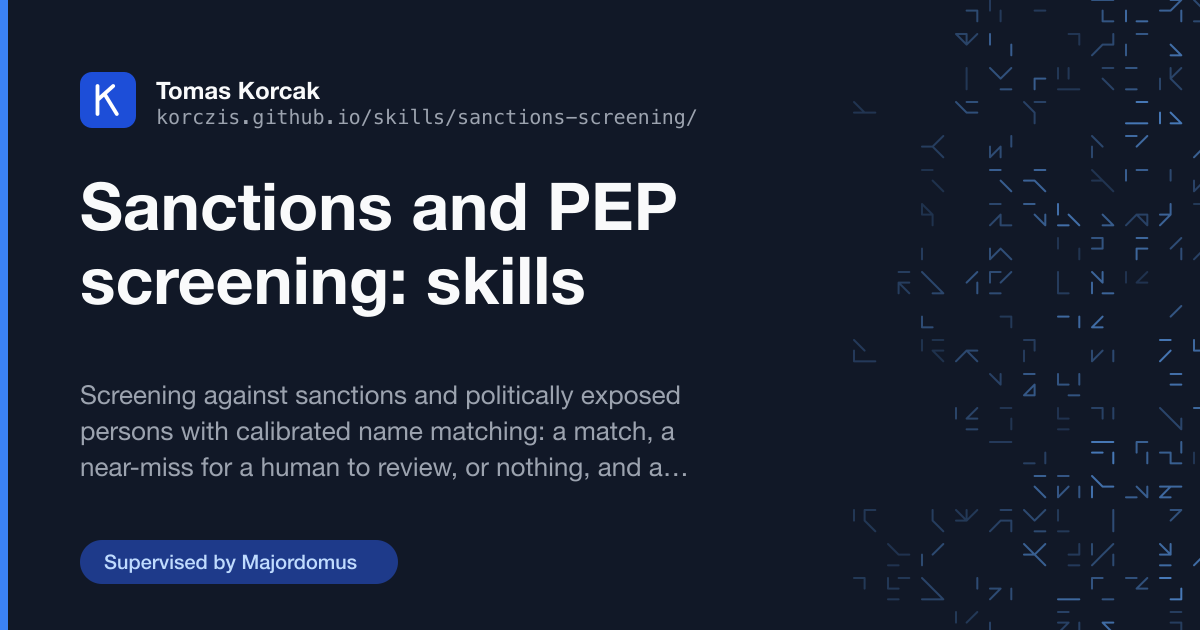 Tomas Korcak
korczis.github.io/skills/sanctions-screening/
Sanctions and PEP
screening: skills
Screening against sanctions and politically exposed
persons with calibrated name matching: a match, a
near-miss for a human to review, or nothing, and a…
Supervised by Majordomus